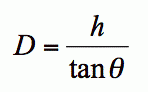 D = h / tan θ